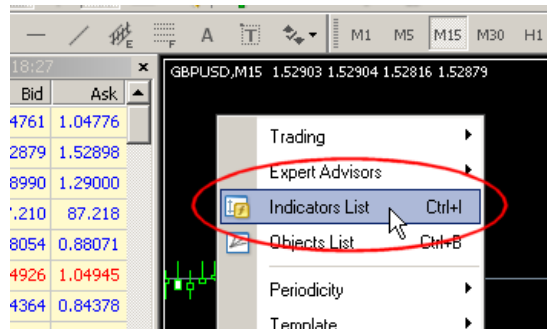 E F A T M1 M5 M15 M30 H1
18:27 x GBPUSD,M15 1.52903 1.52904 1.52816 1.52879
Bid Ask
4761 1.04776
2879 1.52898
8990 1.29000
.210 87.218
8054 0.88071
4926 1.04945
4364 0.84378
Trading
Expert Advisors
Indicators List Ctrl+I
Objects List Ctrl+B
Periodicity
Template